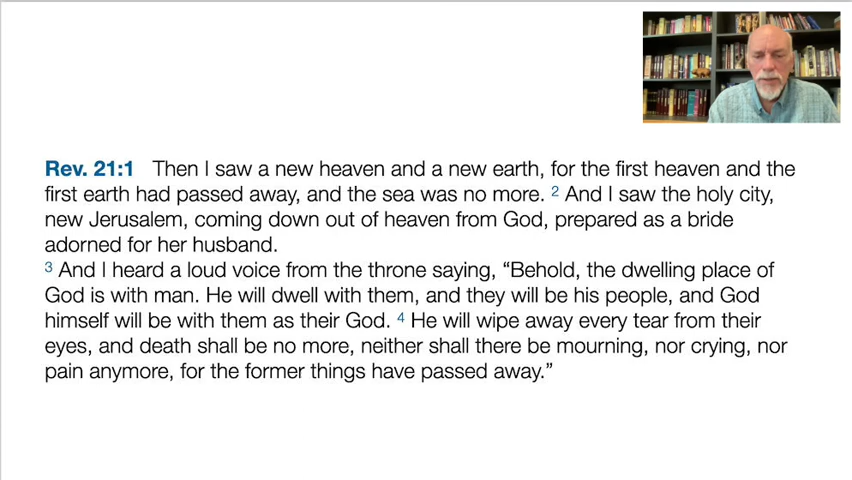 Rev. 21:1 Then I saw a new heaven and a new earth, for the first heaven and the
first earth had passed away, and the sea was no more. 2 And I saw the holy city,
new Jerusalem, coming down out of heaven from God, prepared as a bride
adorned for her husband.
3 And I heard a loud voice from the throne saying, “Behold, the dwelling place of
God is with man. He will dwell with them, and they will be his people, and God
himself will be with them as their God. 4 He will wipe away every tear from their
eyes, and death shall be no more, neither shall there be mourning, nor crying, nor
pain anymore, for the former things have passed away.”